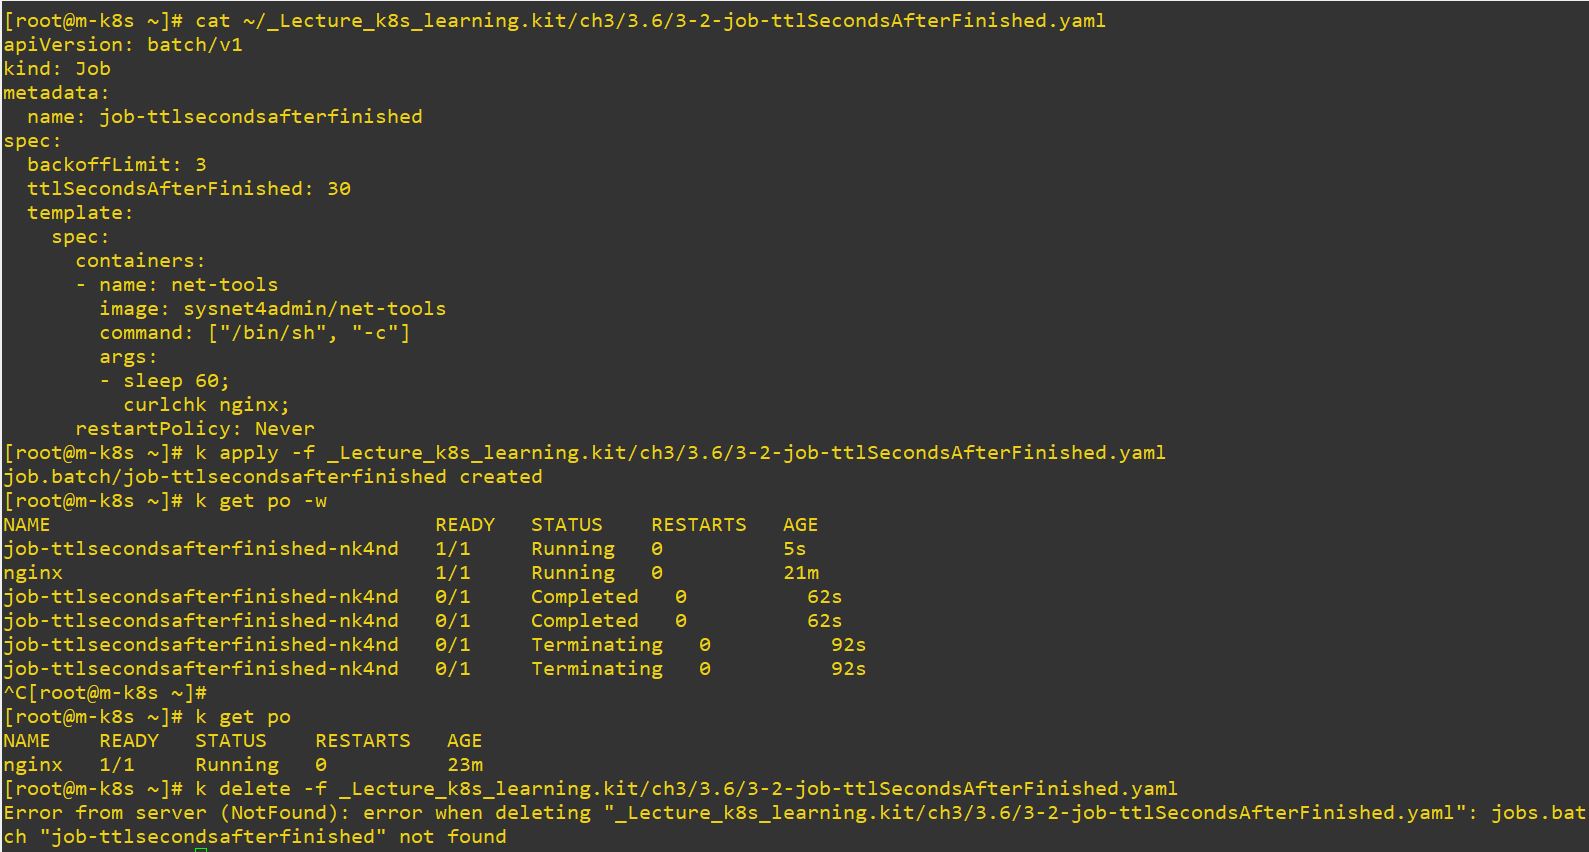 [root@m-k8s ~]# cat ~/_Lecture_k8s_learning.kit/ch3/3.6/3-2-job-ttlSecondsAfterFinished.yaml
apiVersion: batch/v1
kind: Job
metadata:
  name: job-ttlsecondsafterfinished
spec:
  backoffLimit: 3
  ttlSecondsAfterFinished: 30
  template:
    spec:
      containers:
      - name: net-tools
        image: sysnet4admin/net-tools
        command: ["/bin/sh", "-c"]
        args:
        - sleep 60;
          curlchk nginx;
      restartPolicy: Never
[root@m-k8s ~]# k apply -f _Lecture_k8s_learning.kit/ch3/3.6/3-2-job-ttlSecondsAfterFinished.yaml
job.batch/job-ttlsecondsafterfinished created
[root@m-k8s ~]# k get po -w
NAME                                READY   STATUS    RESTARTS   AGE
job-ttlsecondsafterfinished-nk4nd   1/1     Running   0          5s
nginx                               1/1     Running   0          21m
job-ttlsecondsafterfinished-nk4nd   0/1     Completed   0          62s
job-ttlsecondsafterfinished-nk4nd   0/1     Completed   0          62s
job-ttlsecondsafterfinished-nk4nd   0/1     Terminating   0          92s
job-ttlsecondsafterfinished-nk4nd   0/1     Terminating   0          92s
^C[root@m-k8s ~]#
[root@m-k8s ~]# k get po
NAME    READY   STATUS    RESTARTS   AGE
nginx   1/1     Running   0          23m
[root@m-k8s ~]# k delete -f _Lecture_k8s_learning.kit/ch3/3.6/3-2-job-ttlSecondsAfterFinished.yaml
Error from server (NotFound): error when deleting "_Lecture_k8s_learning.kit/ch3/3.6/3-2-job-ttlSecondsAfterFinished.yaml": jobs.bat
ch "job-ttlsecondsafterfinished" not found